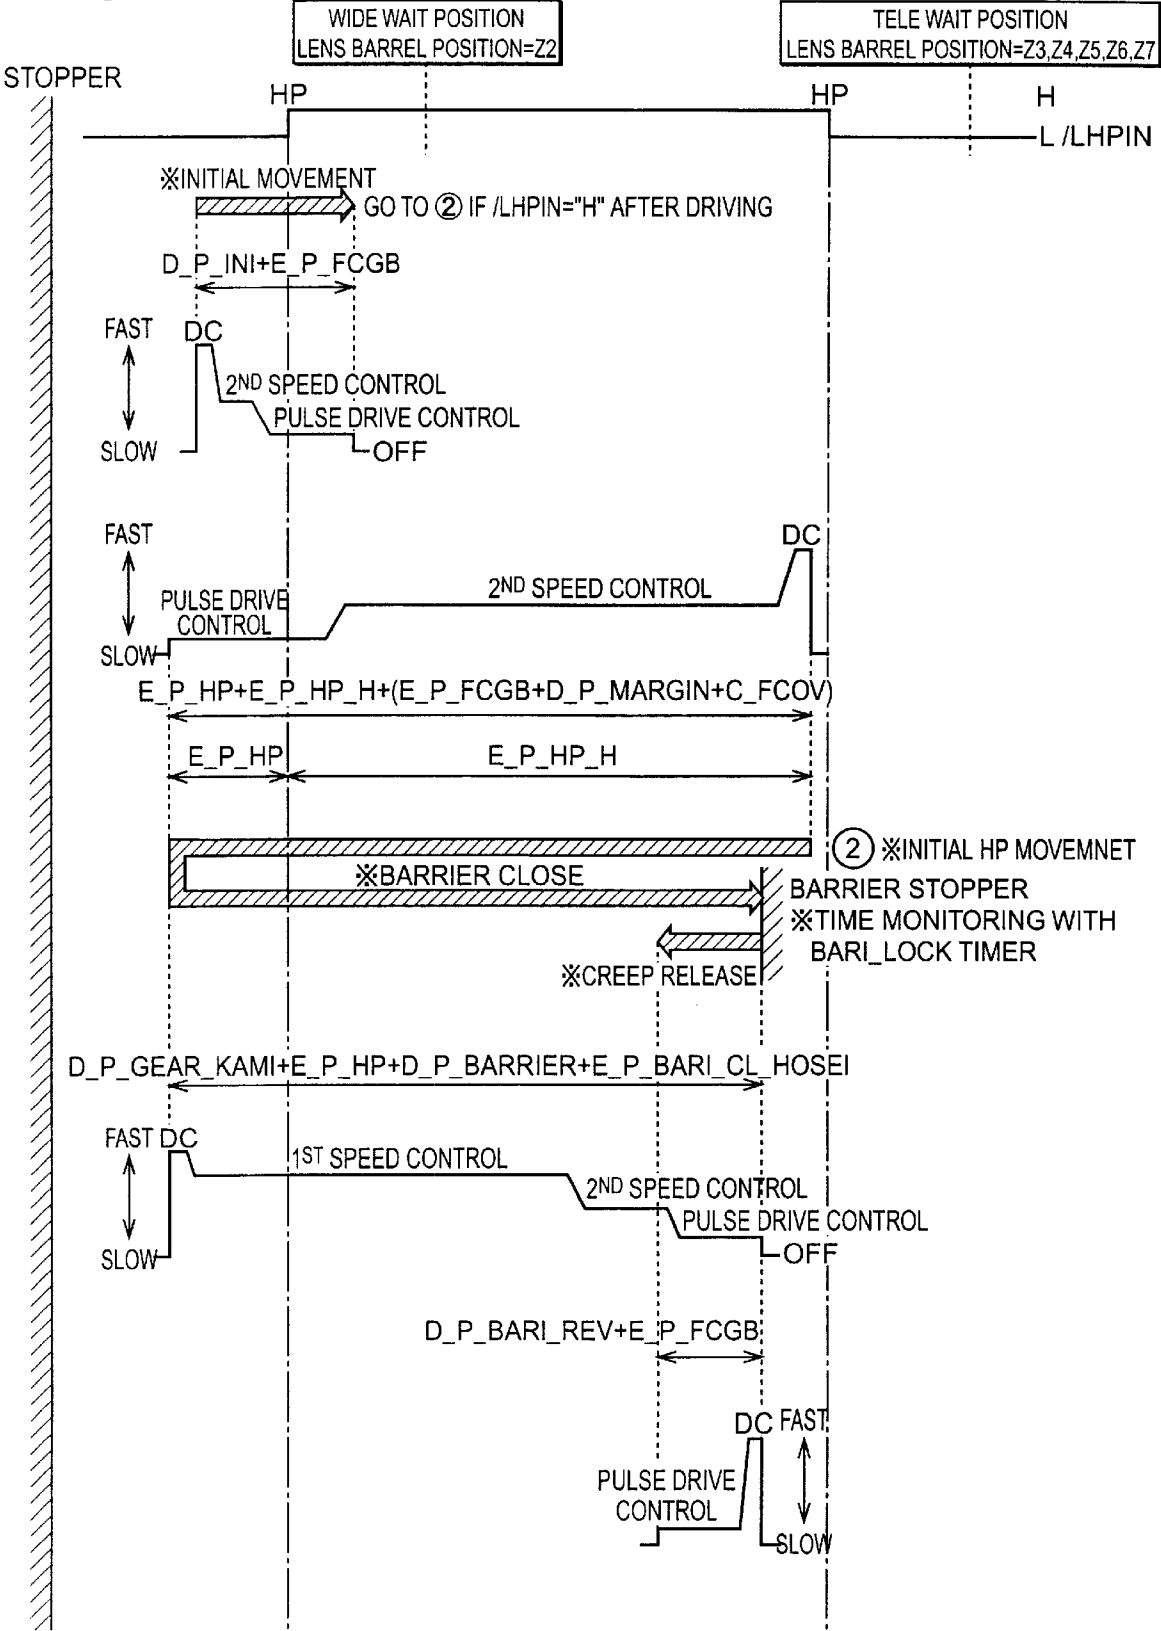 WIDE WAIT POSITION
LENS BARREL POSITION=Z2
TELE WAIT POSITION
LENS BARREL POSITION=Z3,Z4,Z5,Z6,Z7
STOPPER
HP
HP
H
L /LHPIN
※INITIAL MOVEMENT
GO TO ② IF /LHPIN="H" AFTER DRIVING
D_P_INI+E_P_FCGB
FAST
DC
2ND SPEED CONTROL
PULSE DRIVE CONTROL
SLOW
OFF
FAST
DC
2ND SPEED CONTROL
PULSE DRIVE
CONTROL
SLOW
E_P_HP+E_P_HP_H+(E_P_FCGB+D_P_MARGIN+C_FCOV)
E_P_HP
E_P_HP_H
② ※INITIAL HP MOVEMNET
※BARRIER CLOSE
BARRIER STOPPER
※TIME MONITORING WITH
BARI_LOCK TIMER
※CREEP RELEASE
D_P_GEAR_KAMI+E_P_HP+D_P_BARRIER+E_P_BARI_CL_HOSEI
FAST DC
1ST SPEED CONTROL
2ND SPEED CONTROL
PULSE DRIVE CONTROL
SLOW
OFF
D_P_BARI_REV+E_P_FCGB
DC FAST
PULSE DRIVE
CONTROL
SLOW